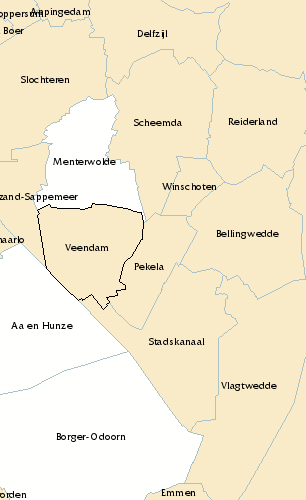 Appingedam
oppersum
Boer
Delfzijl
Slochteren
Scheemda
Reiderland
Menterwolde
Winschoten
zand-Sappemeer
Bellingwedde
naarlo
Veendam
Pekela
Aa en Hunze
Stadskanaal
Vlagtwedde
Borger-Odoorn
Emmen
oorden